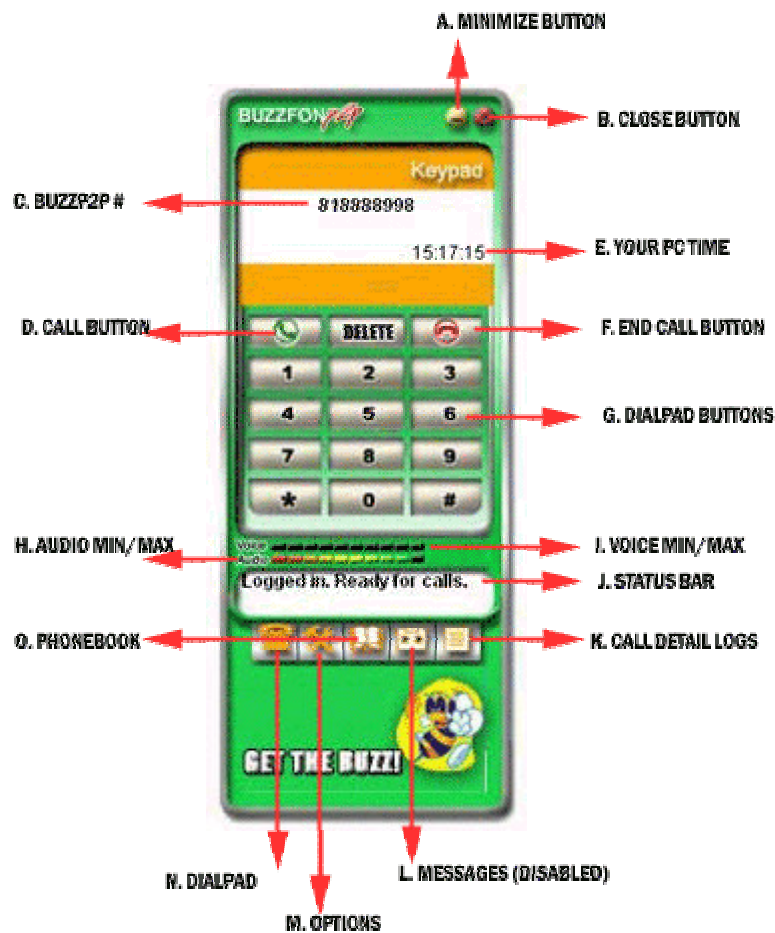 A. MINIMIZE BUTTON
BUZZFON P2P
B. CLOSE BUTTON
Keypad
C. BUZZP2P #
818888998
15:17:15
E. YOUR PC TIME
D. CALL BUTTON
DELETE
F. END CALL BUTTON
1 2 3
4 5 6
G. DIALPAD BUTTONS
7 8 9
* 0 #
H. AUDIO MIN/MAX
Voice
Audio
I. VOICE MIN/MAX
Logged in. Ready for calls.
J. STATUS BAR
O. PHONEBOOK
K. CALL DETAIL LOGS
GET THE BUZZ!
N. DIALPAD
L. MESSAGES (DISABLED)
M. OPTIONS